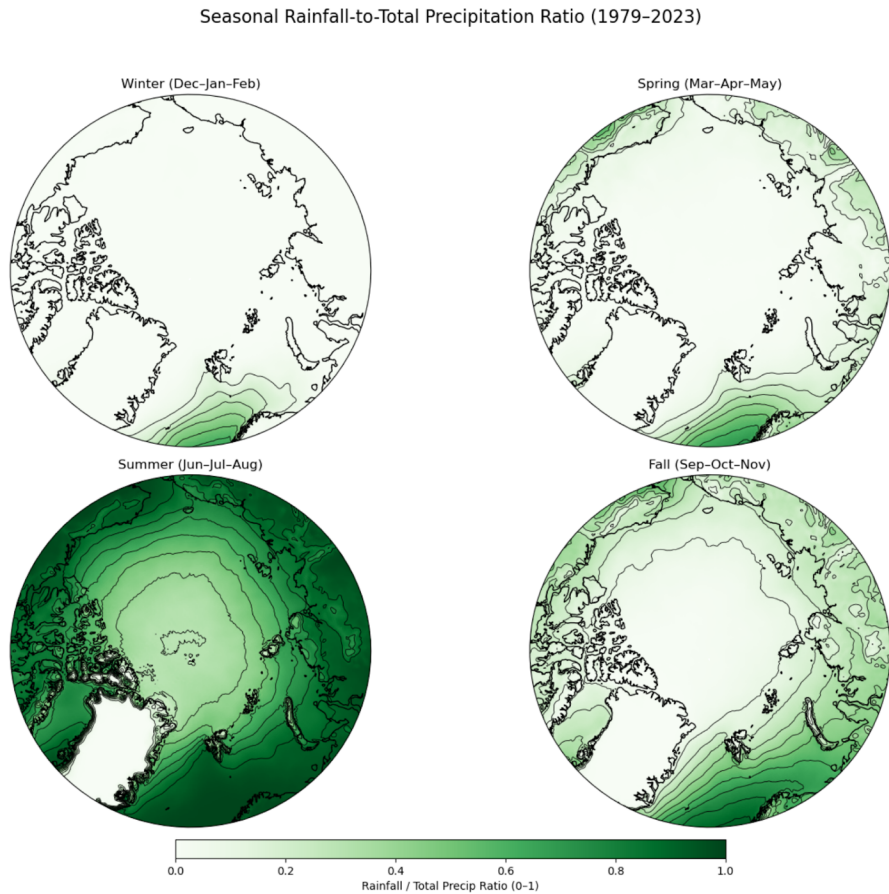 Seasonal Rainfall-to-Total Precipitation Ratio (1979–2023)
Winter (Dec–Jan–Feb)
Spring (Mar–Apr–May)
Summer (Jun–Jul–Aug)
Fall (Sep–Oct–Nov)
0.0 0.2 0.4 0.6 0.8 1.0
Rainfall / Total Precip Ratio (0–1)